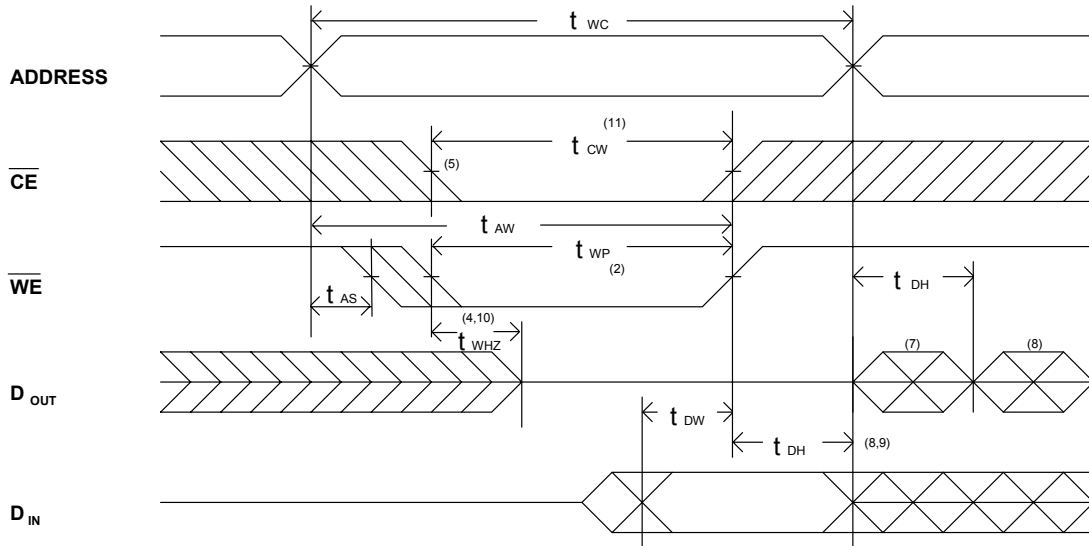 t WC
ADDRESS
(11)
t CW
CE
(5)
t AW
t WP
(2)
WE
t AS
t DH
(4,10)
t WHZ
(7)
(8)
D OUT
t DW
t DH
(8,9)
D IN